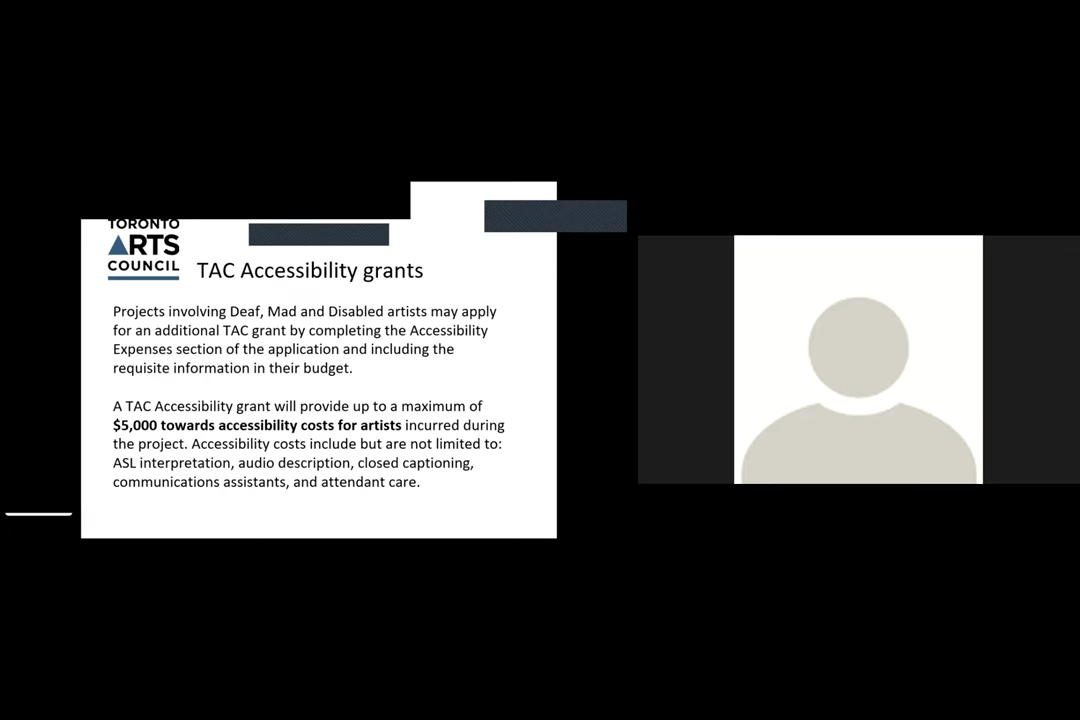 TORONTO
ARTS
COUNCIL
TAC Accessibility grants
Projects involving Deaf, Mad and Disabled artists may apply
for an additional TAC grant by completing the Accessibility
Expenses section of the application and including the
requisite information in their budget.
A TAC Accessibility grant will provide up to a maximum of
$5,000 towards accessibility costs for artists incurred during
the project. Accessibility costs include but are not limited to:
ASL interpretation, audio description, closed captioning,
communications assistants, and attendant care.